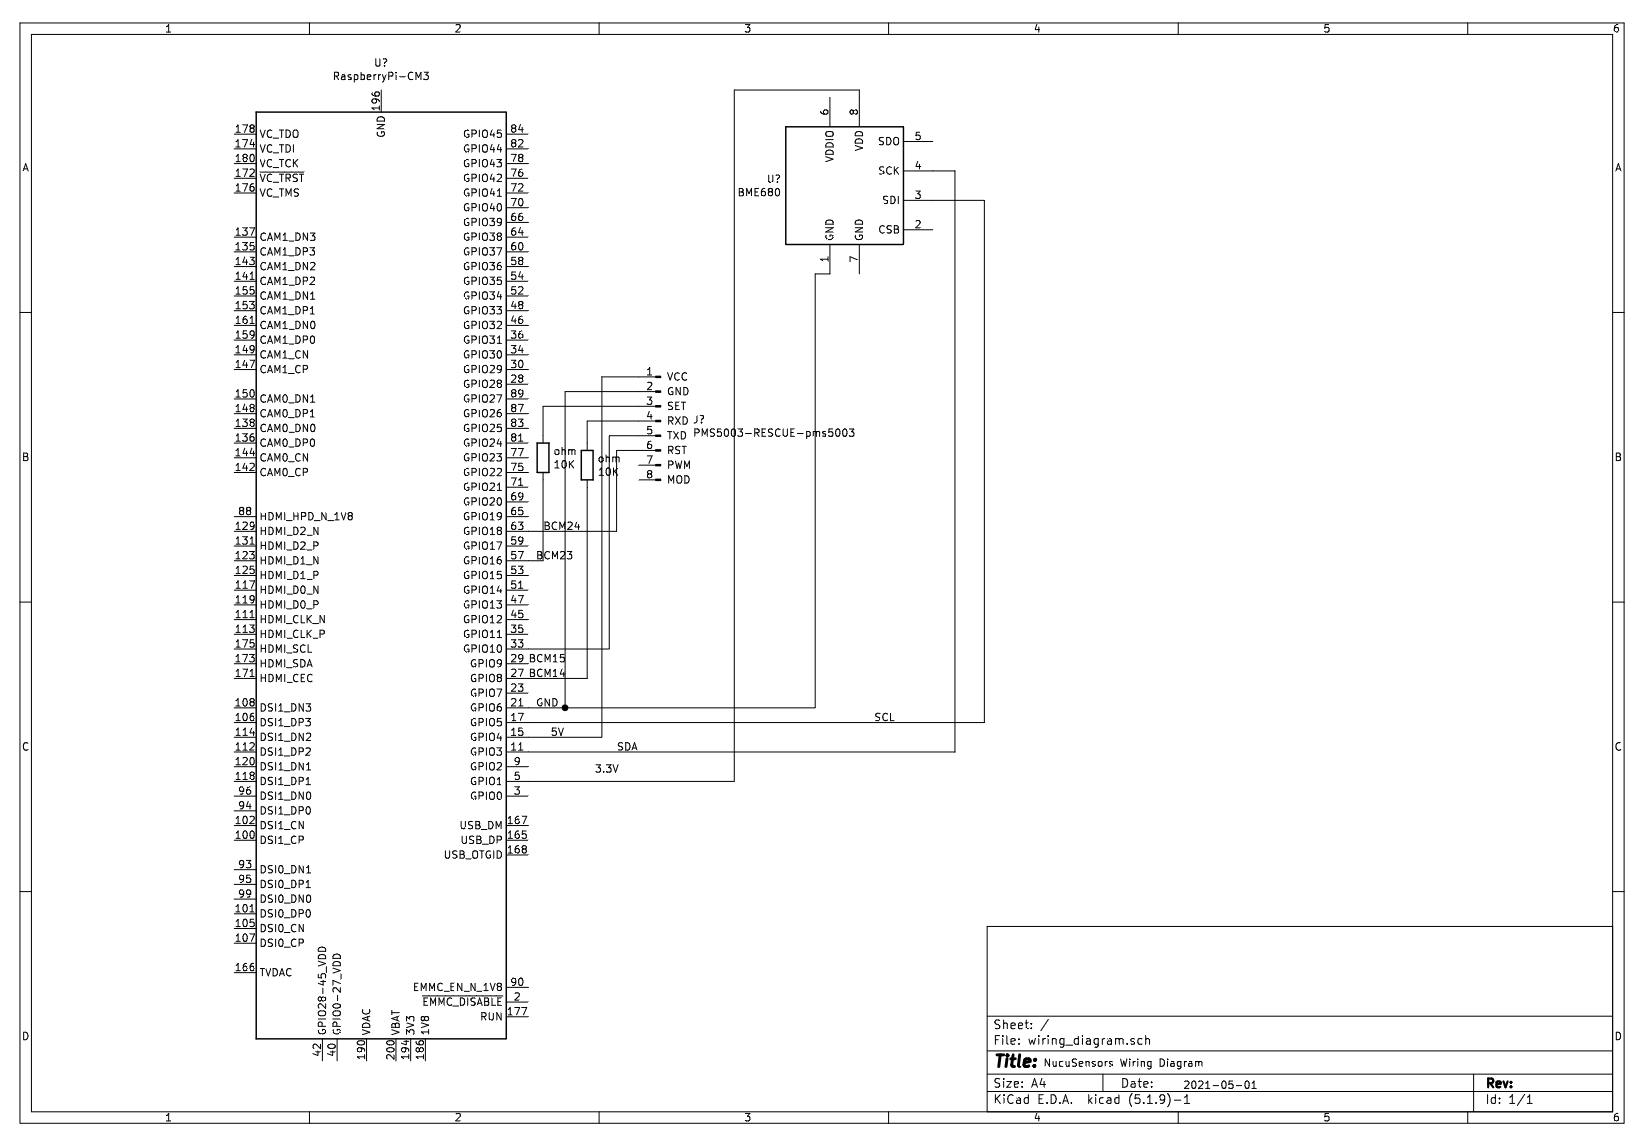 1 2 3 4 5 6
U?
RaspberryPi-CM3
196
GND
178 VC_TDO
174 VC_TDI
180 VC_TCK
172 VC_TRST
176 VC_TMS
137 CAM1_DN3
135 CAM1_DP3
143 CAM1_DN2
141 CAM1_DP2
155 CAM1_DN1
153 CAM1_DP1
161 CAM1_DN0
159 CAM1_DP0
149 CAM1_CN
147 CAM1_CP
150 CAM0_DN1
148 CAM0_DP1
138 CAM0_DN0
136 CAM0_DP0
144 CAM0_CN
142 CAM0_CP
88 HDMI_HPD_N_1V8
129 HDMI_D2_N
131 HDMI_D2_P
123 HDMI_D1_N
125 HDMI_D1_P
117 HDMI_D0_N
119 HDMI_D0_P
111 HDMI_CLK_N
113 HDMI_CLK_P
175 HDMI_SCL
173 HDMI_SDA
171 HDMI_CEC
108 DSI1_DN3
106 DSI1_DP3
114 DSI1_DN2
112 DSI1_DP2
120 DSI1_DN1
118 DSI1_DP1
96 DSI1_DN0
94 DSI1_DP0
102 DSI1_CN
100 DSI1_CP
93 DSI0_DN1
95 DSI0_DP1
99 DSI0_DN0
101 DSI0_DP0
105 DSI0_CN
107 DSI0_CP
166 TVDAC
42 GPIO28-45_VDD
40 GPIO0-27_VDD
190 VDAC
200 VBAT
194 3V3
186 1V8
GPIO45 84
GPIO44 82
GPIO43 78
GPIO42 76
GPIO41 72
GPIO40 70
GPIO39 66
GPIO38 64
GPIO37 60
GPIO36 58
GPIO35 54
GPIO34 52
GPIO33 48
GPIO32 46
GPIO31 36
GPIO30 34
GPIO29 30
GPIO28 28
GPIO27 89
GPIO26 87
GPIO25 83
GPIO24 81
GPIO23 77
GPIO22 75
GPIO21 71
GPIO20 69
GPIO19 65
GPIO18 63 BCM24
GPIO17 59
GPIO16 57 BCM23
GPIO15 53
GPIO14 51
GPIO13 47
GPIO12 45
GPIO11 35
GPIO10 33
GPIO9 29 BCM15
GPIO8 27 BCM14
GPIO7 23
GPIO6 21 GND
GPIO5 17 SCL
GPIO4 15 5V
GPIO3 11 SDA
GPIO2 9
GPIO1 5 3.3V
GPIO0 3
USB_DM 167
USB_DP 165
USB_OTGID 168
EMMC_EN_N_1V8 90
EMMC_DISABLE 2
RUN 177
ohm
10K
ohm
10K
1 VCC
2 GND
3 SET
4 RXD
5 TXD
6 RST
7 PWM
8 MOD
J?
PMS5003-RESCUE-pms5003
U?
BME680
6 VDDIO
8 VDD
SDO 5
SCK 4
SDI 3
CSB 2
GND 1
GND 7
A A
B B
C C
D D
Sheet: /
File: wiring_diagram.sch
Title: NucuSensors Wiring Diagram
Size: A4 Date: 2021-05-01 Rev:
KiCad E.D.A. kicad (5.1.9)-1 Id: 1/1
1 2 3 4 5 6